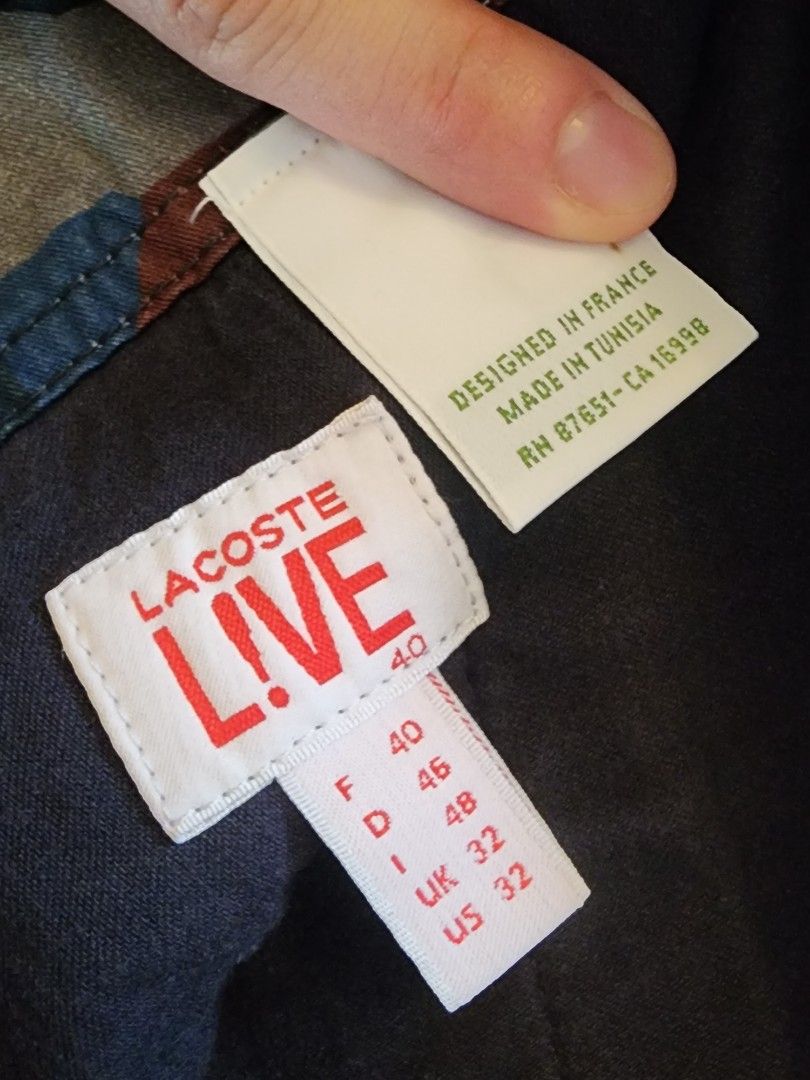 DESIGNED IN FRANCE
MADE IN TUNISIA
RN 87651- CA 16998
LACOSTE
L!VE
40
F 40
D 46
I 48
UK 32
US 32